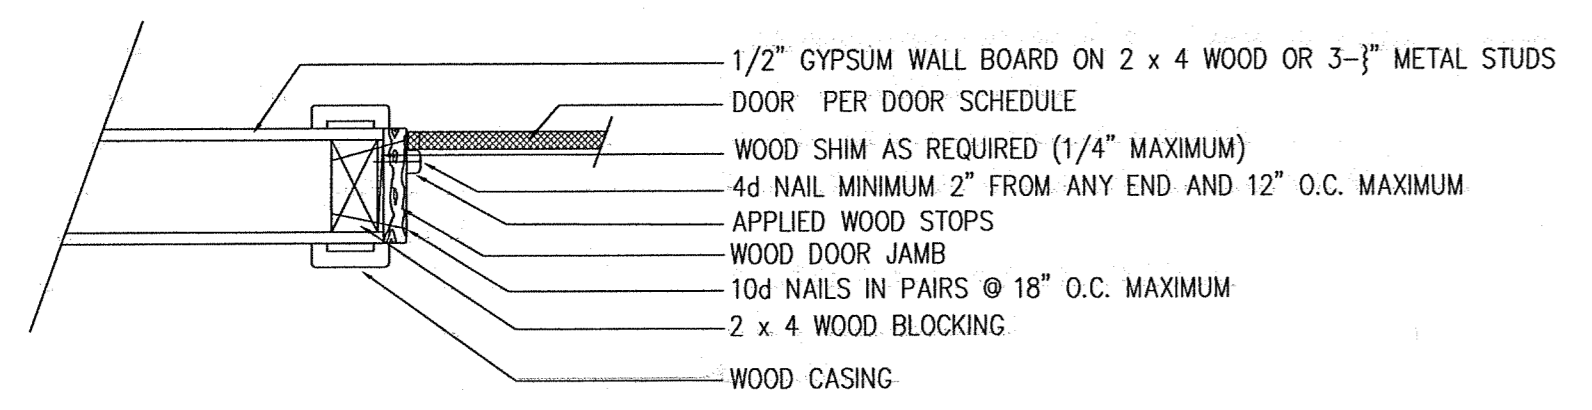 1/2" GYPSUM WALL BOARD ON 2 x 4 WOOD OR 3-}" METAL STUDS
DOOR PER DOOR SCHEDULE
WOOD SHIM AS REQUIRED (1/4" MAXIMUM)
4d NAIL MINIMUM 2" FROM ANY END AND 12" O.C. MAXIMUM
APPLIED WOOD STOPS
WOOD DOOR JAMB
10d NAILS IN PAIRS @ 18" O.C. MAXIMUM
2 x 4 WOOD BLOCKING
WOOD CASING